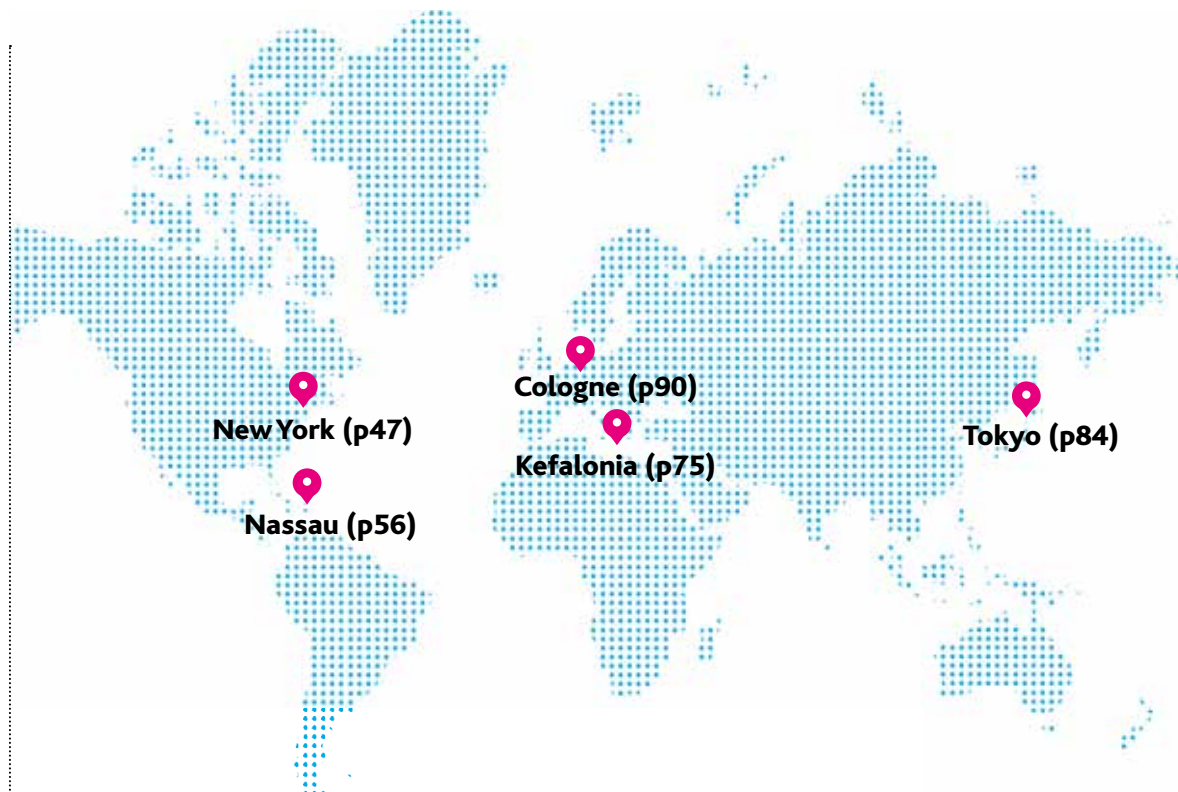 Cologne (p90)
New York (p47)
Tokyo (p84)
Kefalonia (p75)
Nassau (p56)